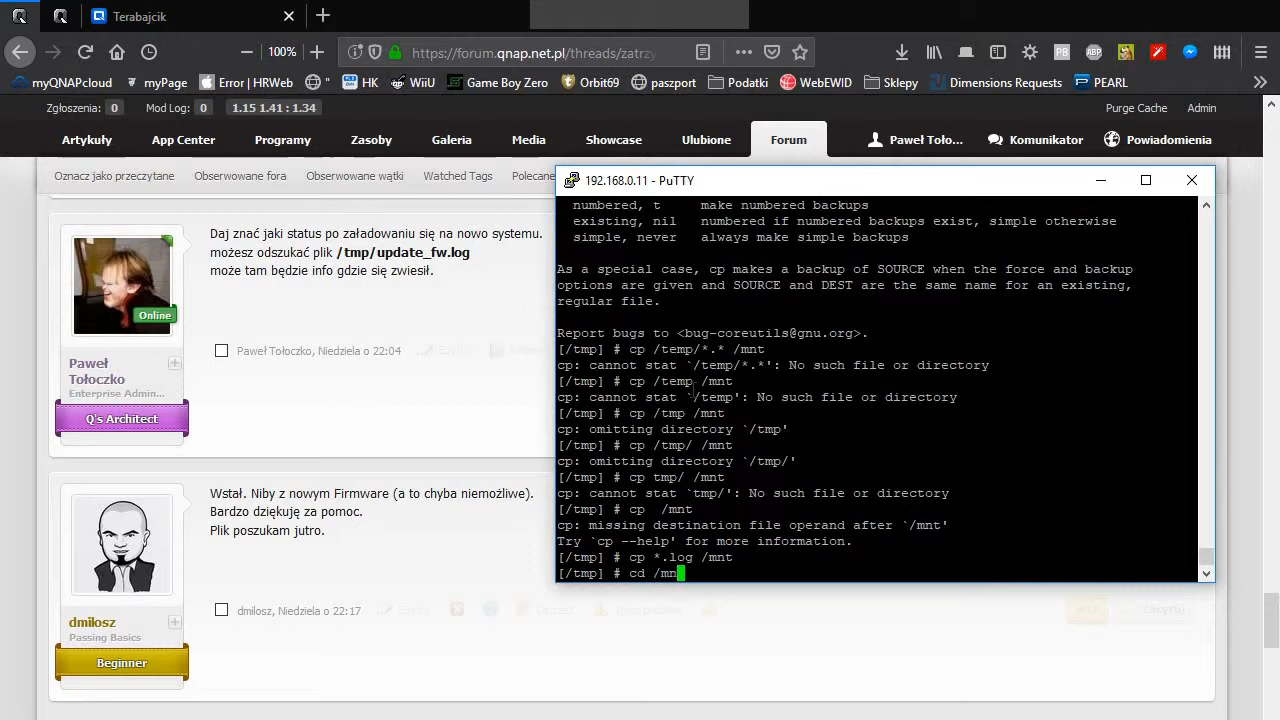 Terabajcik
100%
https://forum.qnap.net.pl/threads/zatrzy
myQNAPcloud
myPage
Error | HRWeb
"
HK
WiiU
Game Boy Zero
Orbit69
paszport
Podatki
WebEWID
Sklepy
Dimensions Requests
PEARL
Zgłoszenia: 0
Mod Log: 0
1.15 1.41 : 1.34
Purge Cache
Admin
Artykuły
App Center
Programy
Zasoby
Galeria
Media
Showcase
Ulubione
Forum
Paweł Toło...
Komunikator
Powiadomienia
Oznacz jako przeczytane
Obserwowane fora
Obserwowane wątki
Watched Tags
Polecane
Online
Paweł
Tołoczko
Enterprise Admin...
Q's Architect
Daj znać jaki status po załadowaniu się na nowo systemu.
możesz odszukać plik /tmp/update_fw.log
może tam będzie info gdzie się zwiesił.
Paweł Tołoczko, Niedziela o 22:04
dmilosz
Passing Basics
Beginner
Wstał. Niby z nowym Firmware (a to chyba niemożliwe).
Bardzo dziękuję za pomoc.
Plik poszukam jutro.
dmilosz, Niedziela o 22:17
192.168.0.11 - PuTTY
numbered, t make numbered backups
existing, nil numbered if numbered backups exist, simple otherwise
simple, never always make simple backups
As a special case, cp makes a backup of SOURCE when the force and backup
options are given and SOURCE and DEST are the same name for an existing,
regular file.
Report bugs to <bug-coreutils@gnu.org>.
[/tmp] # cp /temp/*.* /mnt
cp: cannot stat `/temp/*.*': No such file or directory
[/tmp] # cp /temp /mnt
cp: cannot stat `/temp': No such file or directory
[/tmp] # cp /tmp /mnt
cp: omitting directory `/tmp'
[/tmp] # cp /tmp/ /mnt
cp: omitting directory `/tmp/'
[/tmp] # cp tmp/ /mnt
cp: cannot stat `tmp/': No such file or directory
[/tmp] # cp  /mnt
cp: missing destination file operand after `/mnt'
Try `cp --help' for more information.
[/tmp] # cp *.log /mnt
[/tmp] # cd /mn